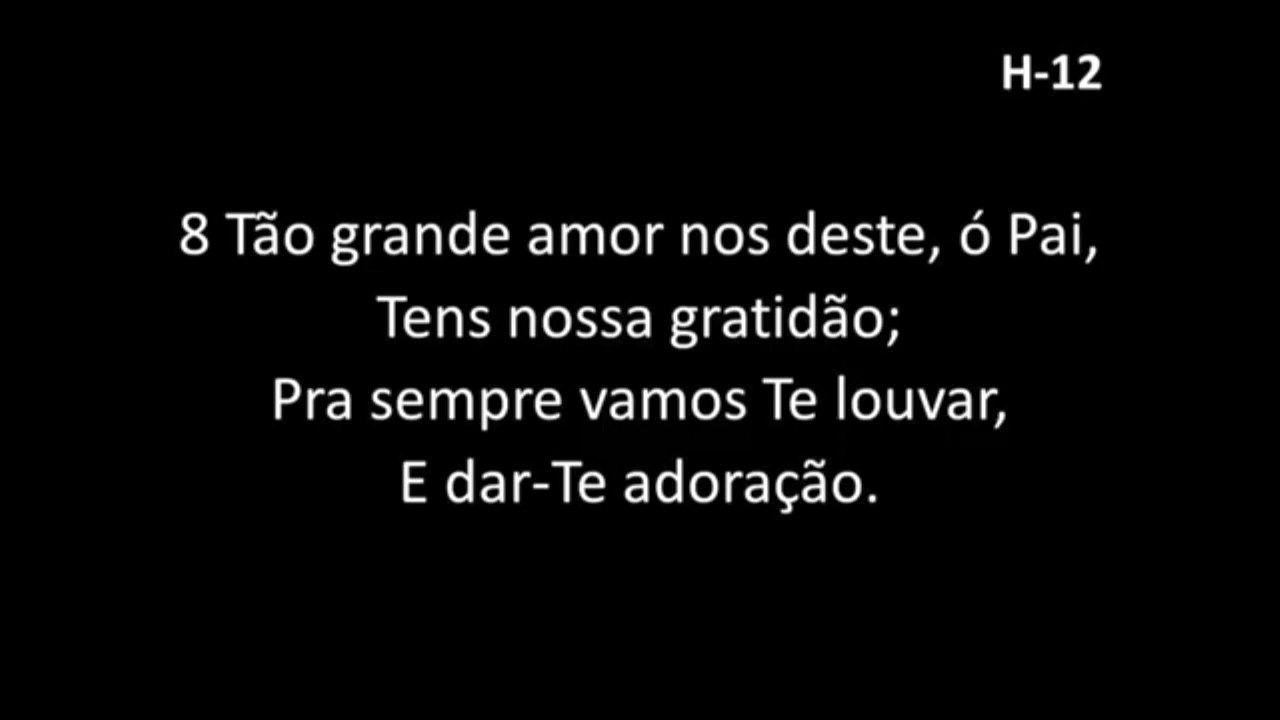 H-12
8 Tão grande amor nos deste, ó Pai,
Tens nossa gratidão;
Pra sempre vamos Te louvar,
E dar-Te adoração.